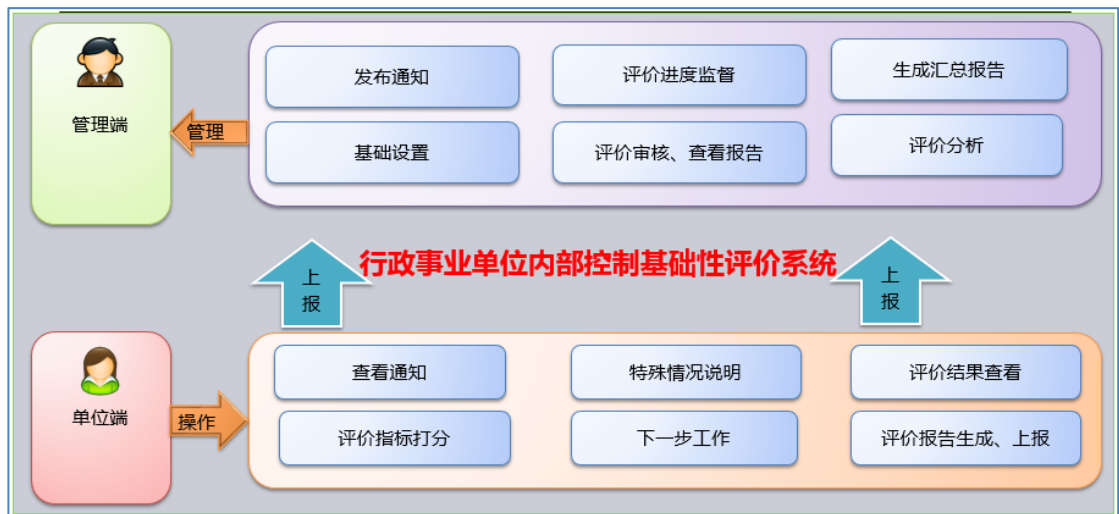 管理端
管理
发布通知
评价进度监督
生成汇总报告
基础设置
评价审核、查看报告
评价分析
上
报
行政事业单位内部控制基础性评价系统
上
报
单位端
操作
查看通知
特殊情况说明
评价结果查看
评价指标打分
下一步工作
评价报告生成、上报